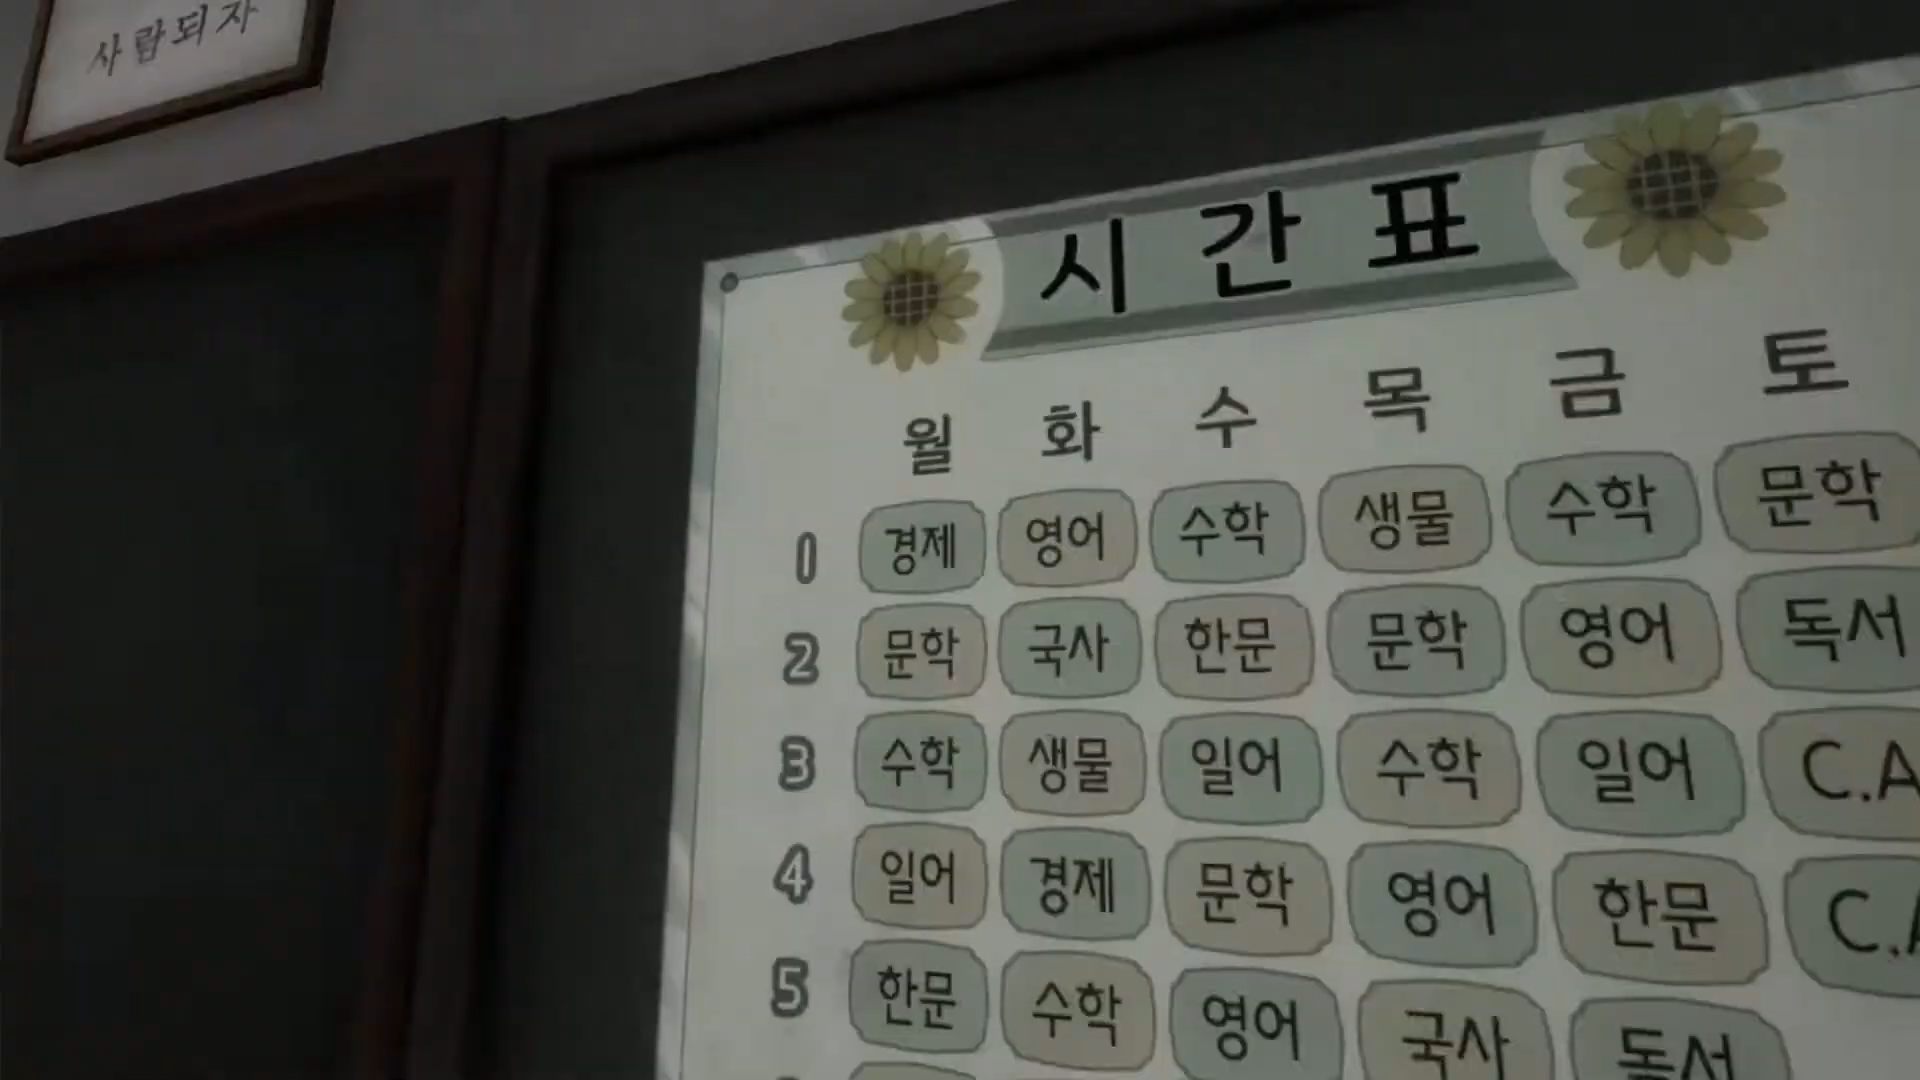 사람되자
시간표
월 화 수 목 금 토
1 경제 영어 수학 생물 수학 문학
2 문학 국사 한문 문학 영어 독서
3 수학 생물 일어 수학 일어 C.A
4 일어 경제 문학 영어 한문 C.A
5 한문 수학 영어 국사 독서